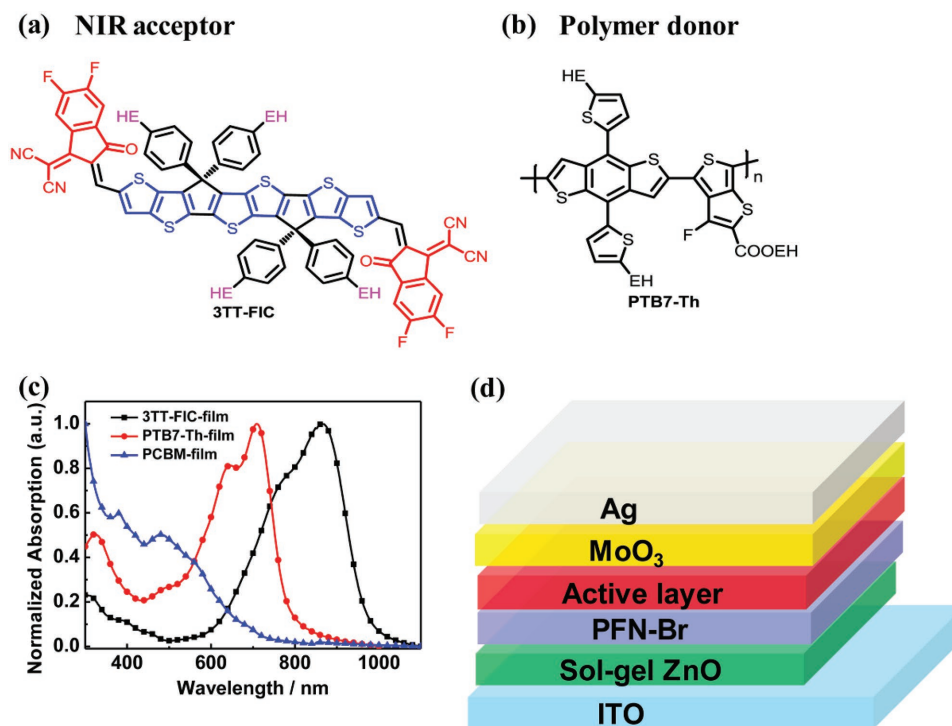 (a) NIR acceptor
(b) Polymer donor
F
F
HE
EH
O
NC
CN
S
S
S
S
S
S
S
S
HE
EH
O
CN
CN
F
F
3TT-FIC
HE
S
S
S
S
n
S
S
F
COOEH
EH
PTB7-Th
(c)
3TT-FIC-film
PTB7-Th-film
PCBM-film
Normalized Absorption (a.u.)
1.0
0.8
0.6
0.4
0.2
0.0
400 600 800 1000
Wavelength / nm
(d)
Ag
MoO3
Active layer
PFN-Br
Sol-gel ZnO
ITO